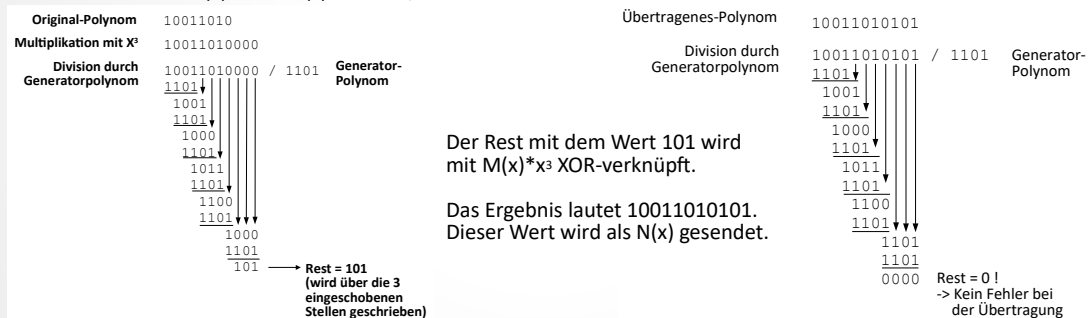 Original-Polynom 10011010
Multiplikation mit X³ 10011010000
Division durch Generatorpolynom 10011010000 / 1101 Generator-Polynom
1101
1001
1101
1000
1101
1011
1101
1100
1101
1000
1101
101
Rest = 101
(wird über die 3
eingeschobenen
Stellen geschrieben)
Der Rest mit dem Wert 101 wird
mit M(x)*x³ XOR-verknüpft.
Das Ergebnis lautet 10011010101.
Dieser Wert wird als N(x) gesendet.
Übertragenes-Polynom 10011010101
Division durch Generatorpolynom 10011010101 / 1101 Generator-Polynom
1101
1001
1101
1000
1101
1011
1101
1100
1101
1101
1101
0000
Rest = 0 !
-> Kein Fehler bei
der Übertragung